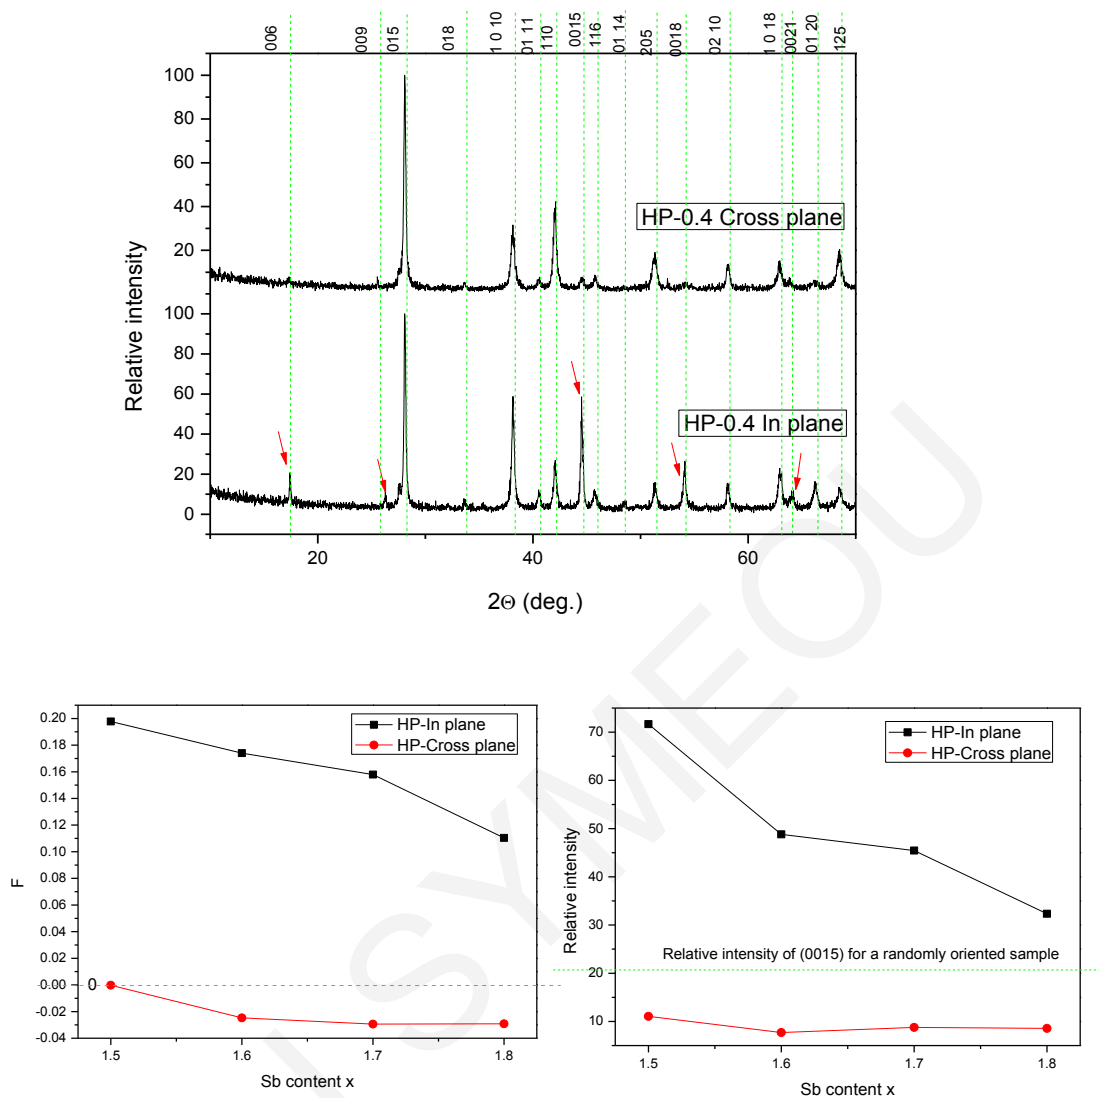 006 009 015 018 1 0 10 01 11 110 0015 116 01 14 205 0018 02 10 1 0 18 0021 01 20 125
100
80
60
40
20
HP-0.4 Cross plane
Relative intensity
100
80
60
40
20
0
HP-0.4 In plane
20 40 60
2Θ (deg.)
0.20
0.18
0.16
0.14
0.12
0.10
0.08
0.06
0.04
0.02
0.00
-0.02
-0.04
0
F
HP-In plane
HP-Cross plane
1.5 1.6 1.7 1.8
Sb content x
70
60
50
40
30
20
10
Relative intensity
HP-In plane
HP-Cross plane
Relative intensity of (0015) for a randomly oriented sample
1.5 1.6 1.7 1.8
Sb content x
SYMEOU